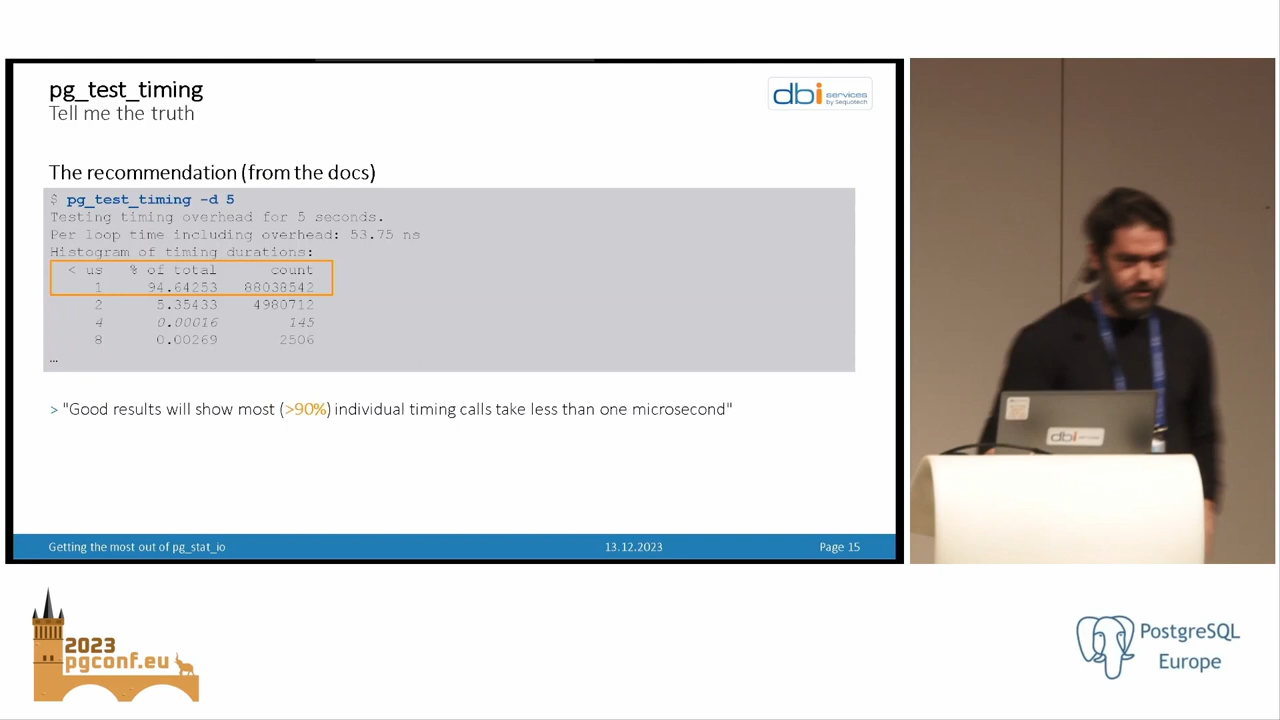 pg_test_timing
Tell me the truth
dbi services
by Sequotech
The recommendation (from the docs)
$ pg_test_timing -d 5
Testing timing overhead for 5 seconds.
Per loop time including overhead: 53.75 ns
Histogram of timing durations:
< us % of total count
1 94.64253 88038542
2 5.35433 4980712
4 0.00016 145
8 0.00269 2506
…
> "Good results will show most (>90%) individual timing calls take less than one microsecond"
Getting the most out of pg_stat_io 13.12.2023 Page 15
dbi
2023
pgconf.eu
PostgreSQL
Europe